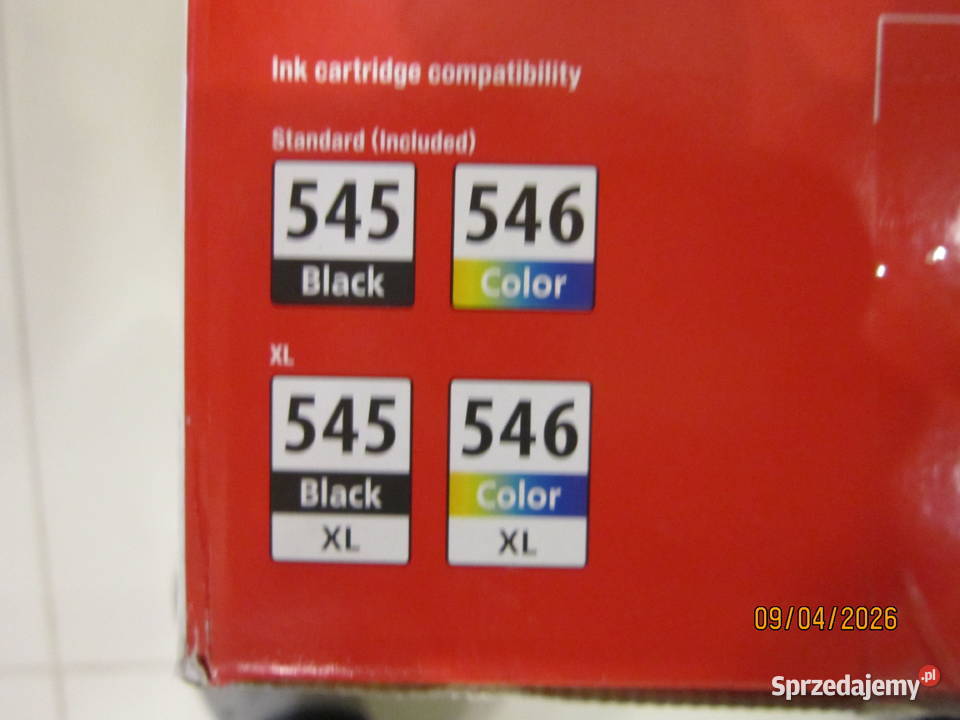 Ink cartridge compatibility
Standard (Included)
545 546
Black Color
XL
545 546
Black Color
XL XL
09/04/2026
Sprzedajemy.pl